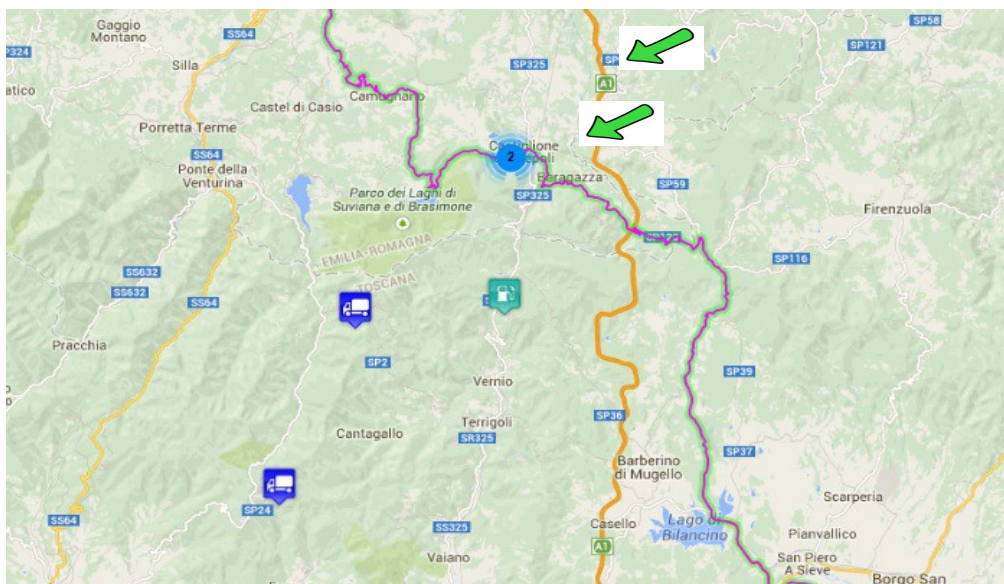 Gaggio
Montano
SS64
SP58
SP324
SP325
SP121
Silla
A1
Camugnano
Castel di Casio
Porretta Terme
SS64
2
Ponte della
Venturina
Baragazza
SP59
Parco dei Laghi di
Suviana e di Brasimone
SP325
Firenzuola
EMILIA-ROMAGNA
SP116
SS632
TOSCANA
SS632
SS64
Pracchia
SP2
SP39
Vernio
SP36
Terrigoli
SR325
Cantagallo
SP37
Barberino
di Mugello
Scarperia
SP24
SS64
SS325
Casello
Lago di
Bilancino
Pianvallico
A1
Vaiano
San Piero
A Sieve
Borgo San